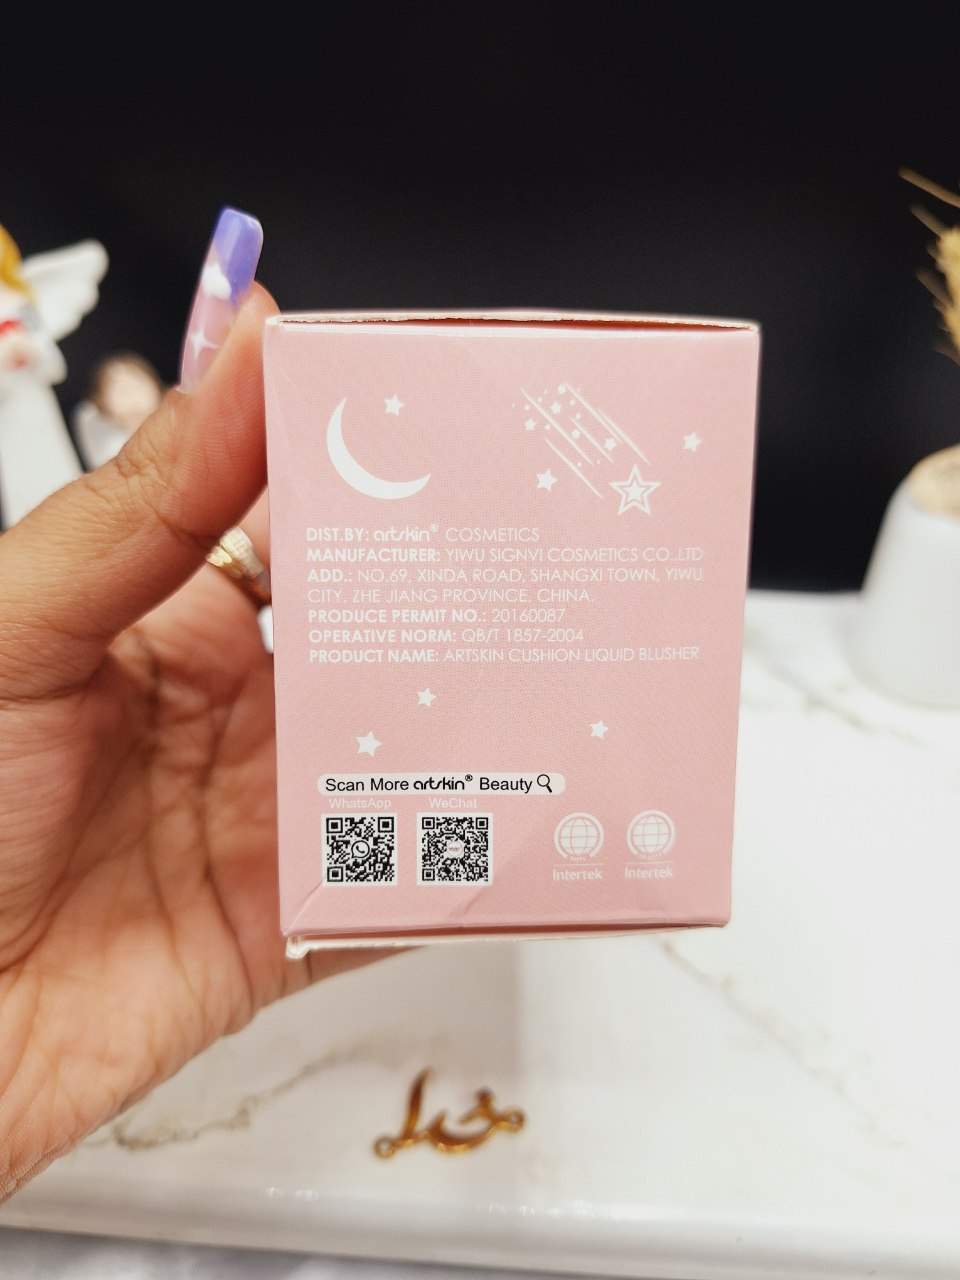 DIST.BY: artskin® COSMETICS
MANUFACTURER: YIWU SIGNVI COSMETICS CO.,LTD
ADD.: NO.69, XINDA ROAD, SHANGXI TOWN, YIWU
CITY, ZHE JIANG PROVINCE, CHINA.
PRODUCE PERMIT NO.: 20160087
OPERATIVE NORM: QB/T 1857-2004
PRODUCT NAME: ARTSKIN CUSHION LIQUID BLUSHER
Scan More artskin® Beauty
WhatsApp WeChat
Intertek Intertek